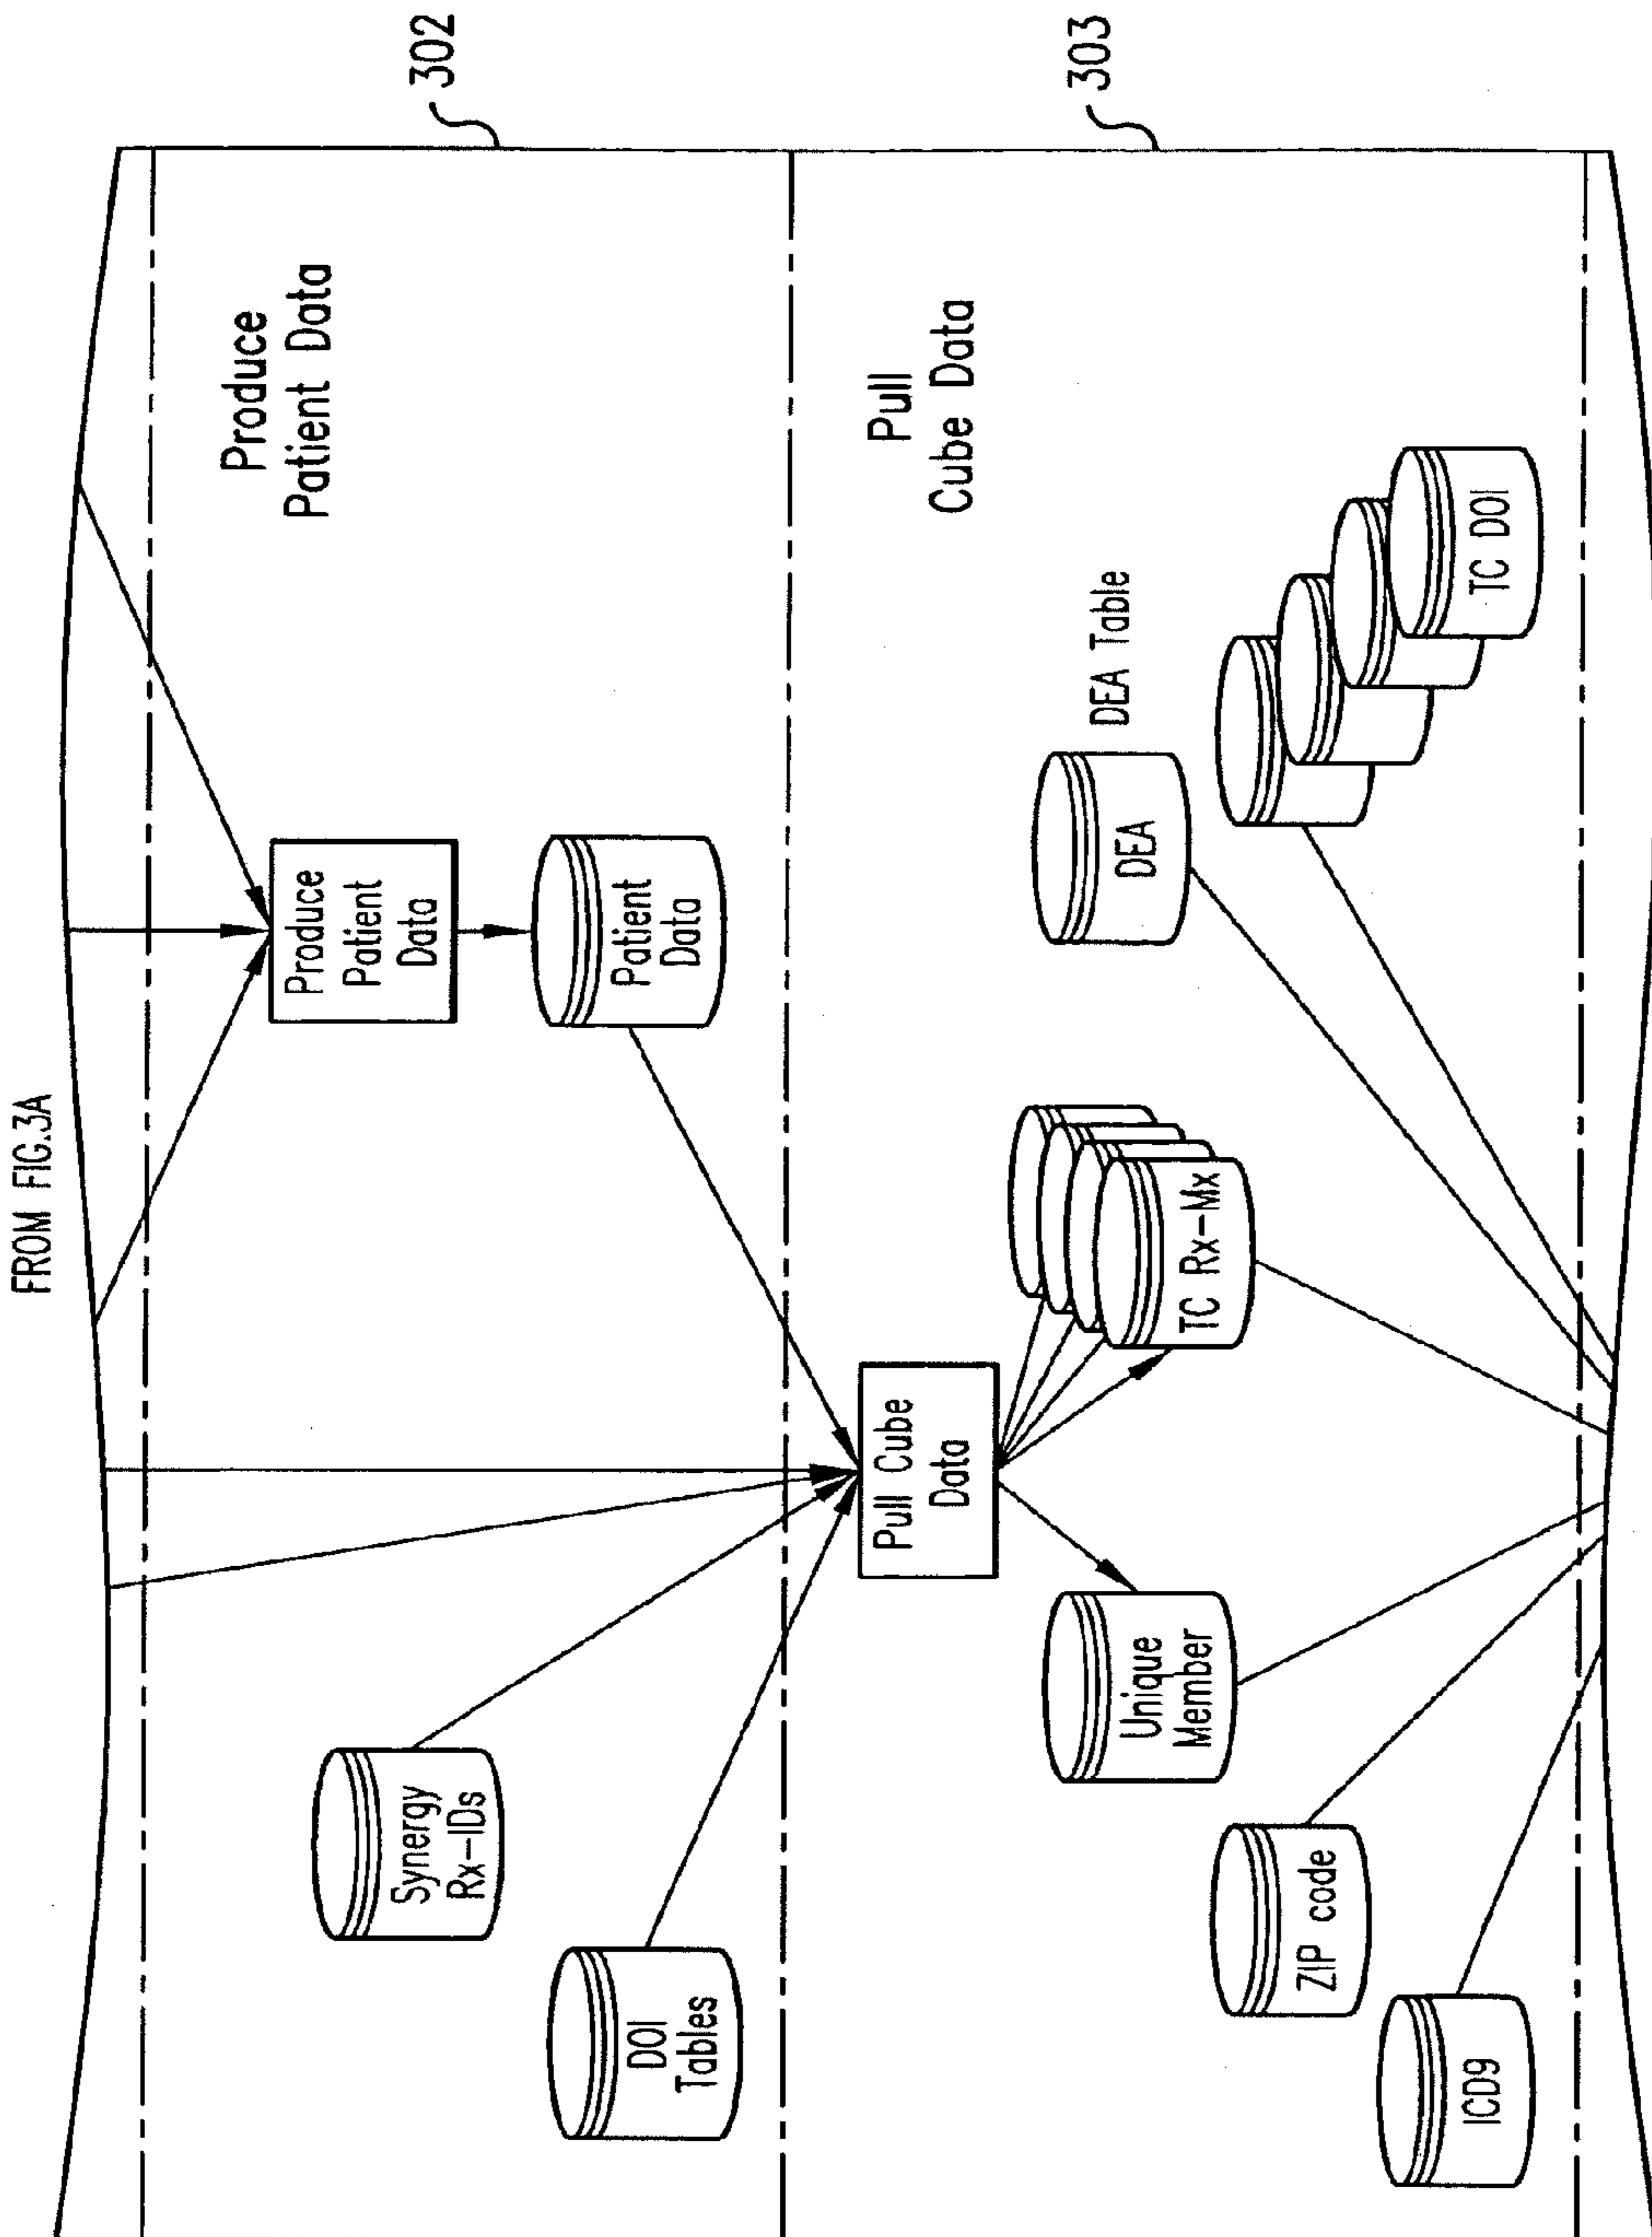 FROM FIG.3A
302
Produce
Patient Data
Produce
Patient
Data
Patient
Data
Synergy
Rx-IDs
DOI
Tables
303
Pull
Cube Data
Pull Cube
Data
DEA Table
DEA
TC DOI
TC Rx-Mx
Unique
Member
ZIP code
ICD9